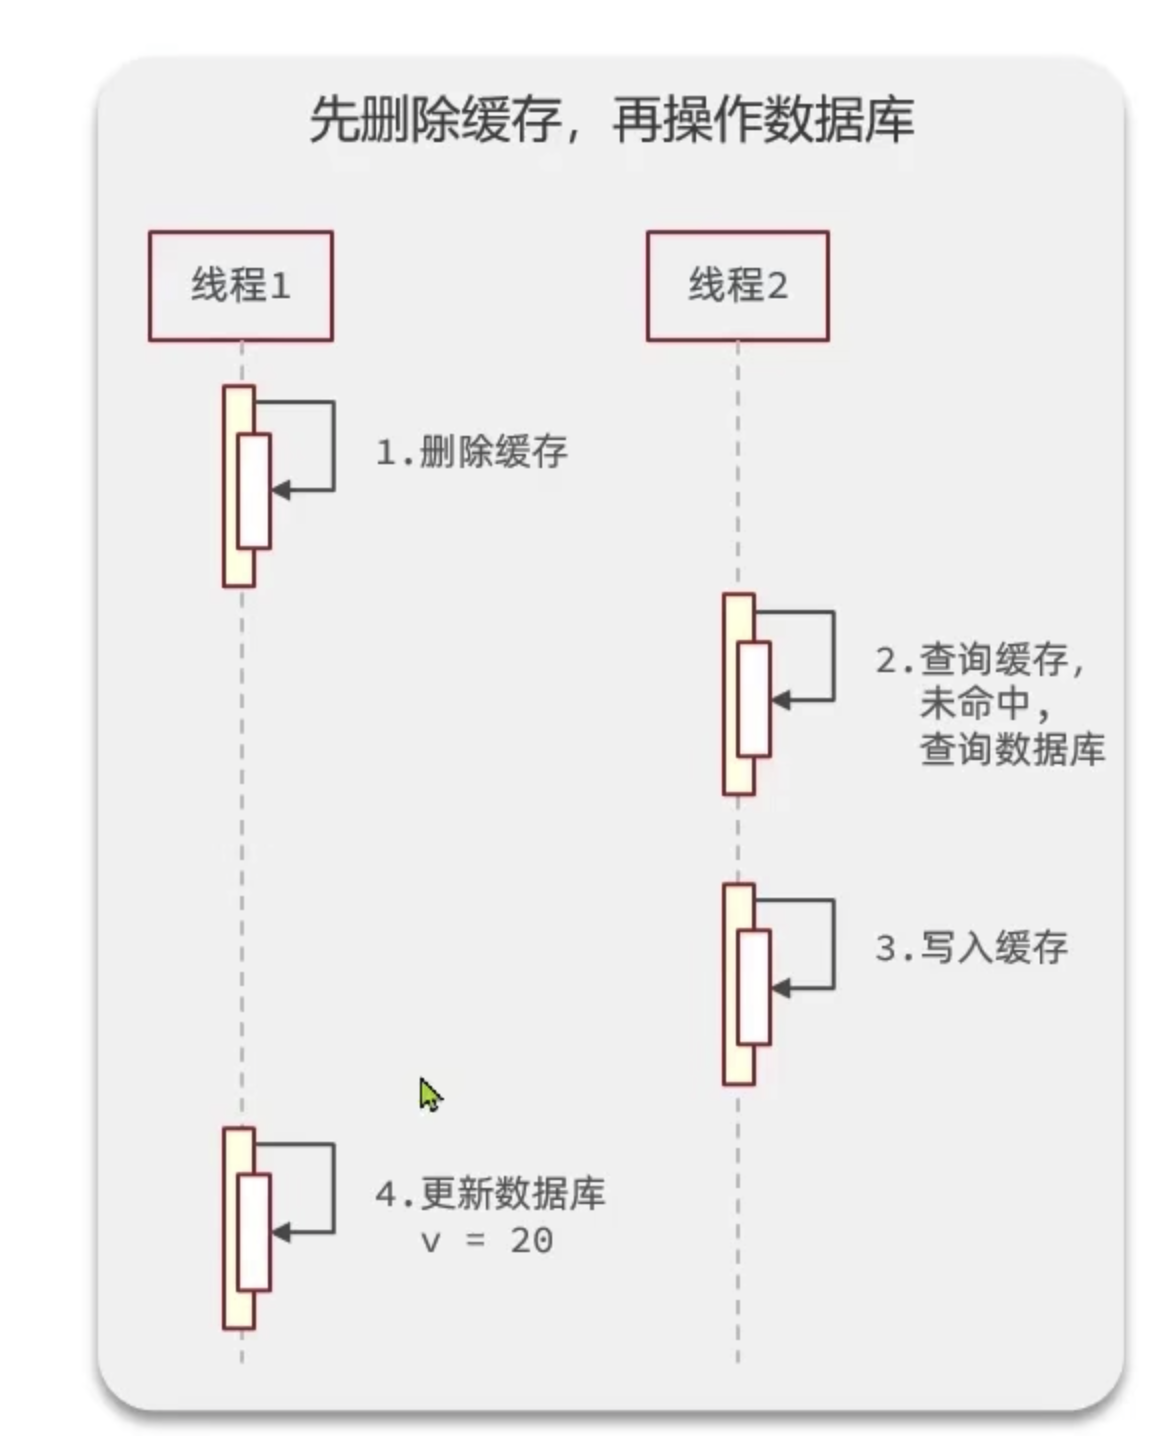 先删除缓存，再操作数据库
线程1
线程2
1.删除缓存
2.查询缓存，
未命中，
查询数据库
3.写入缓存
4.更新数据库
v = 20